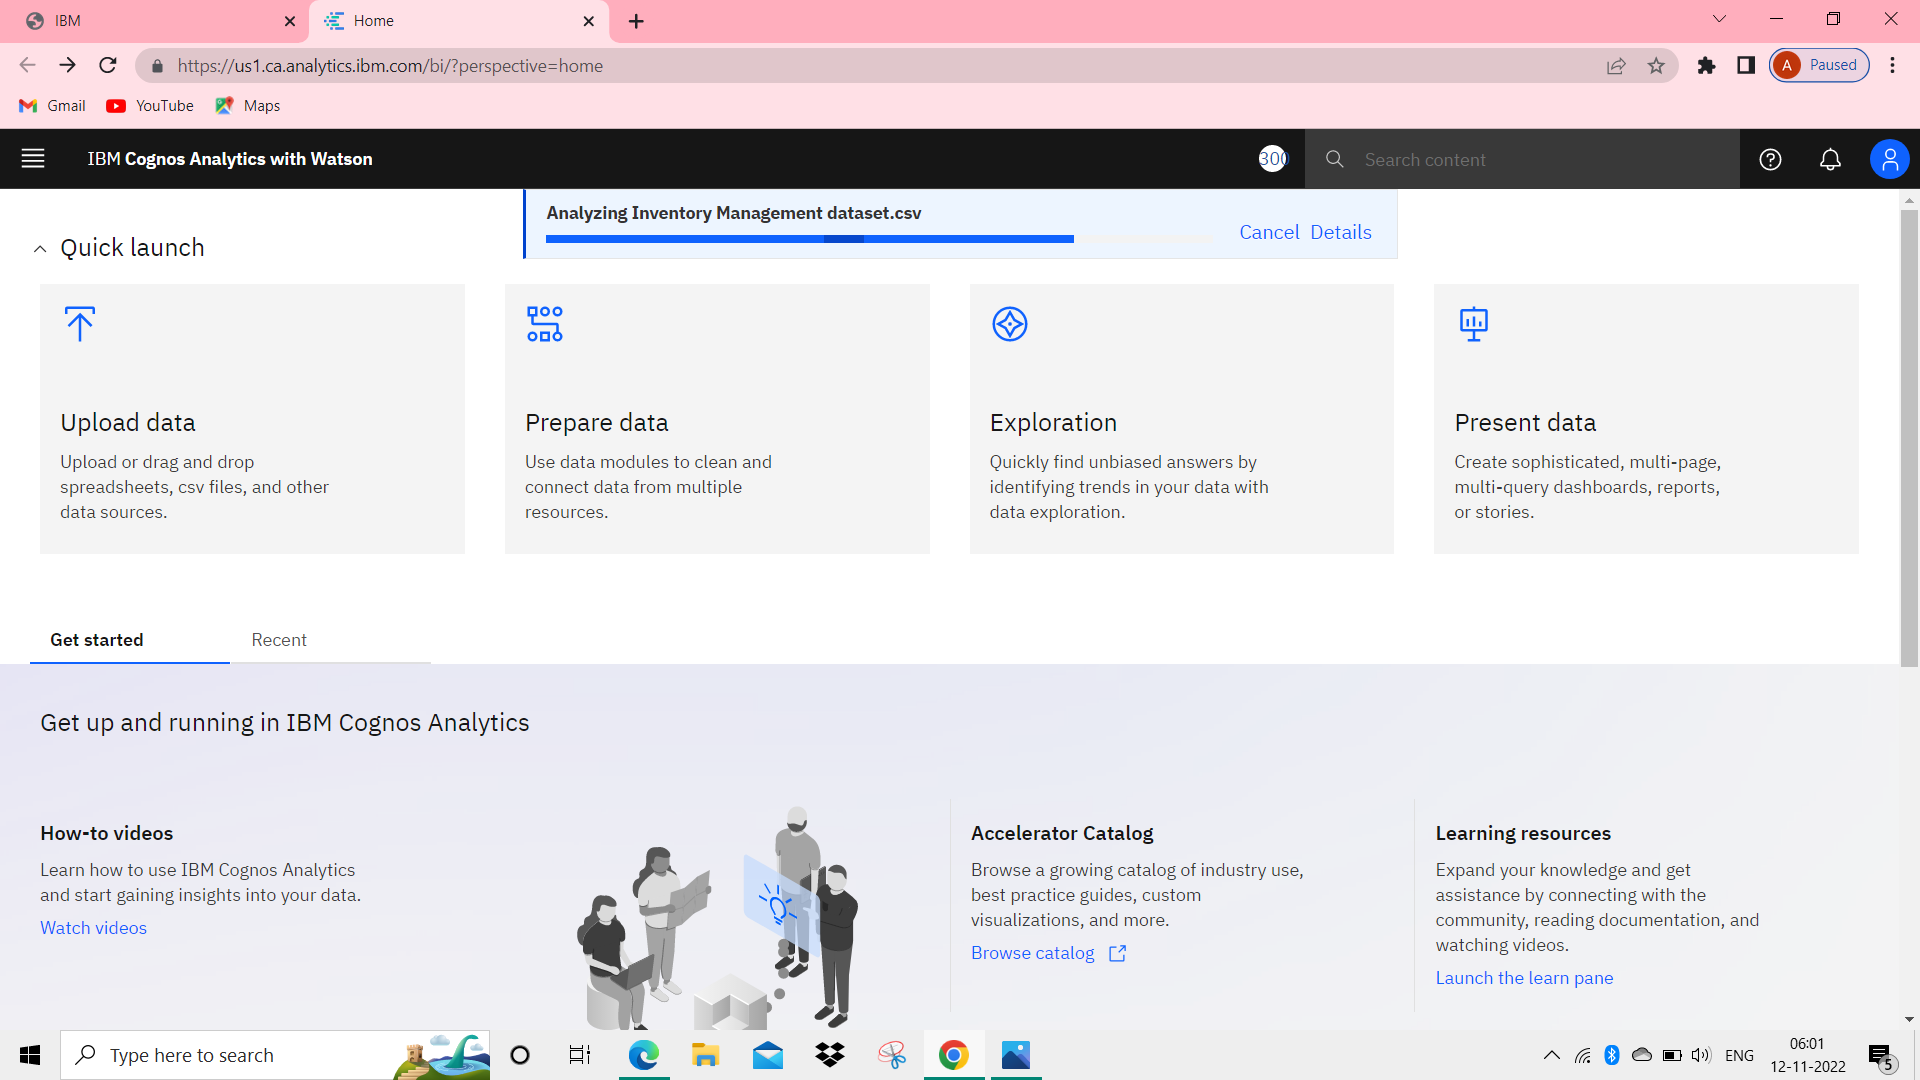 IBM
Home
https://us1.ca.analytics.ibm.com/bi/?perspective=home
A Paused
Gmail YouTube Maps
IBM Cognos Analytics with Watson
300
Search content
Analyzing Inventory Management dataset.csv
Cancel Details
Quick launch
Upload data
Upload or drag and drop
spreadsheets, csv files, and other
data sources.
Prepare data
Use data modules to clean and
connect data from multiple
resources.
Exploration
Quickly find unbiased answers by
identifying trends in your data with
data exploration.
Present data
Create sophisticated, multi-page,
multi-query dashboards, reports,
or stories.
Get started Recent
Get up and running in IBM Cognos Analytics
How-to videos
Learn how to use IBM Cognos Analytics
and start gaining insights into your data.
Watch videos
Accelerator Catalog
Browse a growing catalog of industry use,
best practice guides, custom
visualizations, and more.
Browse catalog
Learning resources
Expand your knowledge and get
assistance by connecting with the
community, reading documentation, and
watching videos.
Launch the learn pane
Type here to search
ENG
06:01
12-11-2022
5